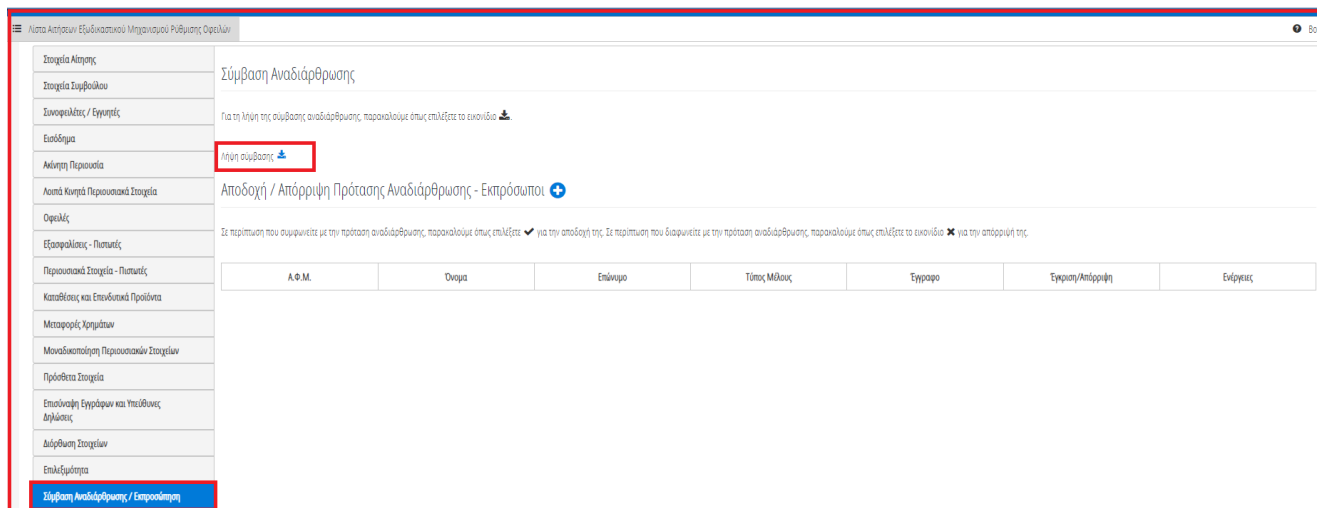 Λίστα Αιτήσεων Εξωδικαστικού Μηχανισμού Ρύθμισης Οφειλών
Βο
Στοιχεία Αίτησης
Στοιχεία Συμβούλου
Συνοφειλέτες / Εγγυητές
Εισόδημα
Ακίνητη Περιουσία
Λοιπά Κινητά Περιουσιακά Στοιχεία
Οφειλές
Εξασφαλίσεις - Πιστωτές
Περιουσιακά Στοιχεία - Πιστωτές
Καταθέσεις και Επενδυτικά Προϊόντα
Μεταφορές Χρημάτων
Μοναδικοποίηση Περιουσιακών Στοιχείων
Πρόσθετα Στοιχεία
Επισύναψη Εγγράφων και Υπεύθυνες
Δηλώσεις
Διόρθωση Στοιχείων
Επιλεξιμότητα
Σύμβαση Αναδιάρθρωσης / Εκπροσώπηση
Σύμβαση Αναδιάρθρωσης
Για τη λήψη της σύμβασης αναδιάρθρωσης, παρακαλούμε όπως επιλέξετε το εικονίδιο .
Λήψη σύμβασης
Αποδοχή / Απόρριψη Πρότασης Αναδιάρθρωσης - Εκπρόσωποι
Σε περίπτωση που συμφωνείτε με την πρόταση αναδιάρθρωσης, παρακαλούμε όπως επιλέξετε ✔ για την αποδοχή της. Σε περίπτωση που διαφωνείτε με την πρόταση αναδιάρθρωσης, παρακαλούμε όπως επιλέξετε το εικονίδιο ✖ για την απόρριψή της.
Α.Φ.Μ. Όνομα Επώνυμο Τύπος Μέλους Έγγραφο Έγκριση/Απόρριψη Ενέργειες